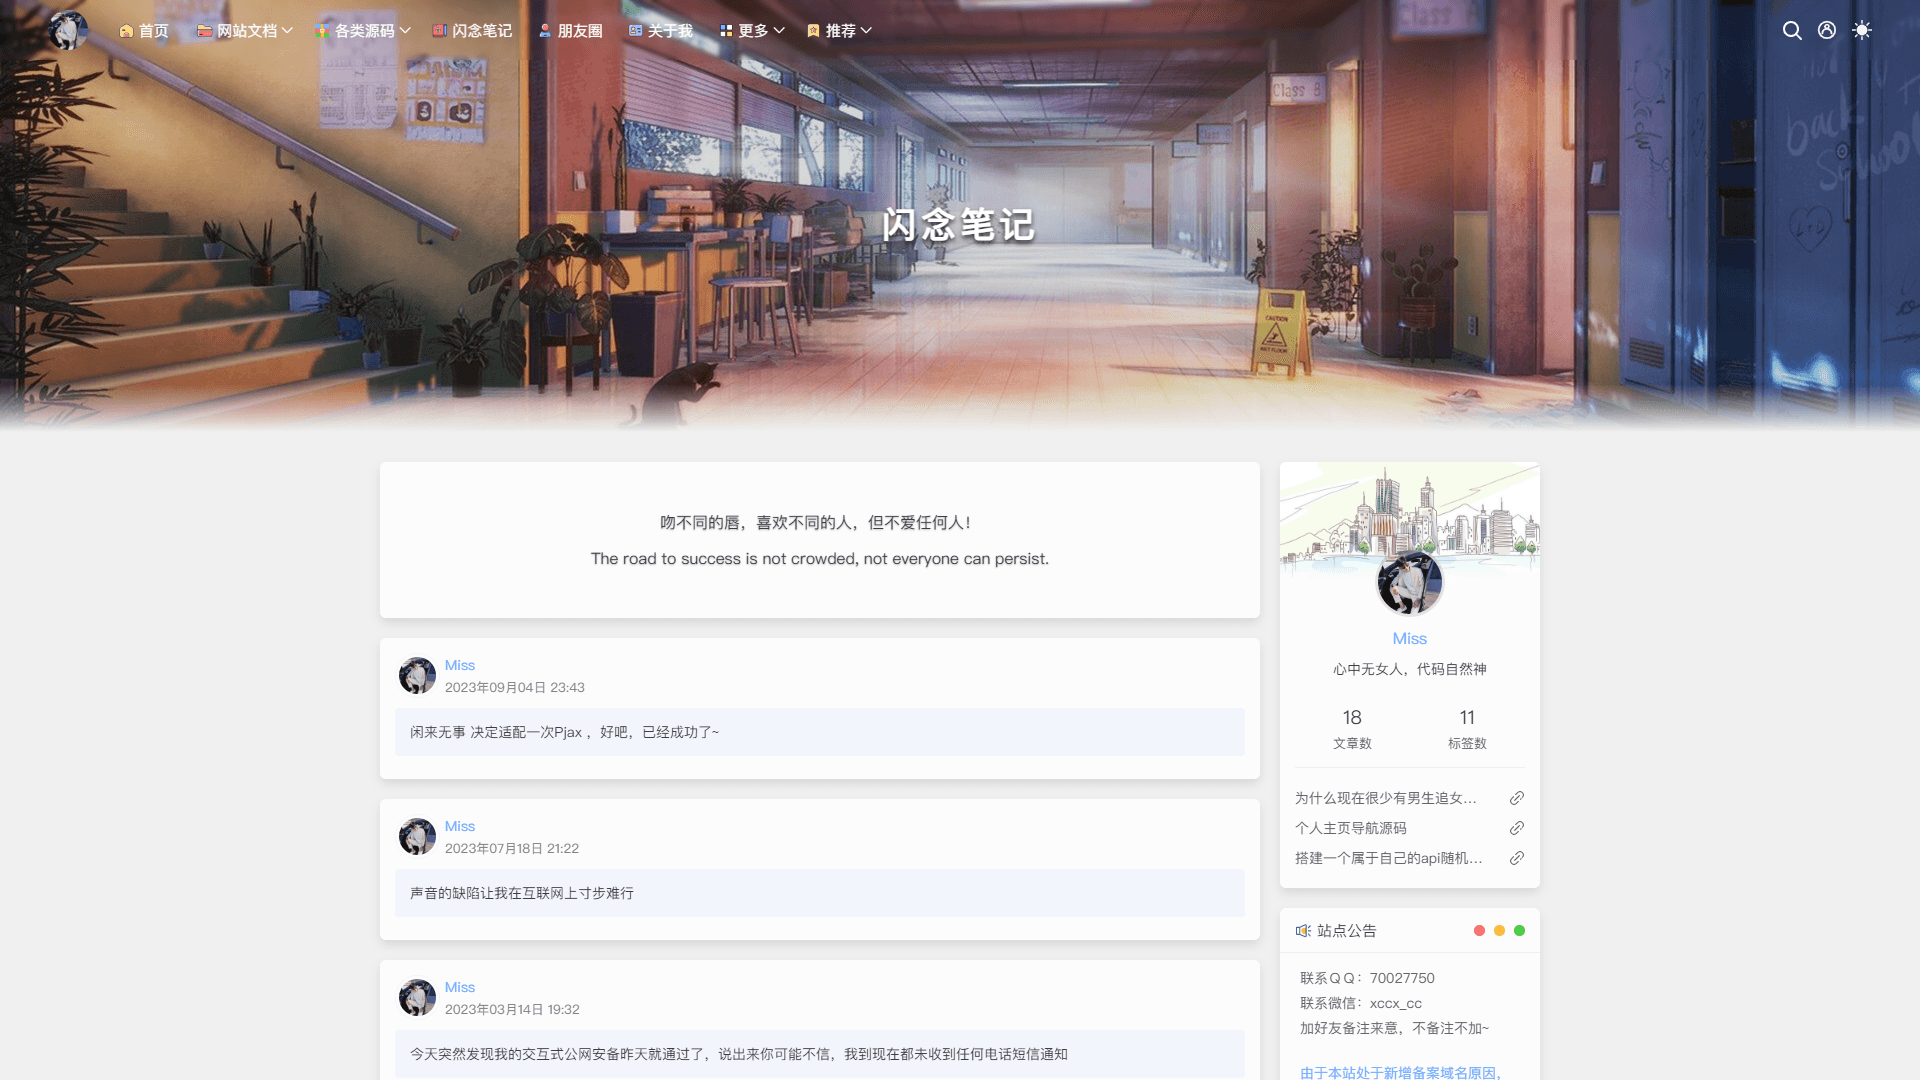 首页 网站文档 各类源码 闪念笔记 朋友圈 关于我 更多 推荐
Class B
back to
School
CAUTION
WET FLOOR
闪念笔记
吻不同的唇，喜欢不同的人，但不爱任何人！
The road to success is not crowded, not everyone can persist.
Miss
2023年09月04日 23:43
闲来无事 决定适配一次Pjax ，好吧，已经成功了~
Miss
2023年07月18日 21:22
声音的缺陷让我在互联网上寸步难行
Miss
2023年03月14日 19:32
今天突然发现我的交互式公网安备昨天就通过了，说出来你可能不信，我到现在都未收到任何电话短信通知
Miss
心中无女人，代码自然神
18 11
文章数 标签数
为什么现在很少有男生追女...
个人主页导航源码
搭建一个属于自己的api随机...
站点公告
联系ＱＱ：70027750
联系微信：xccx_cc
加好友备注来意，不备注不加~
由于本站处于新增备案域名原因，